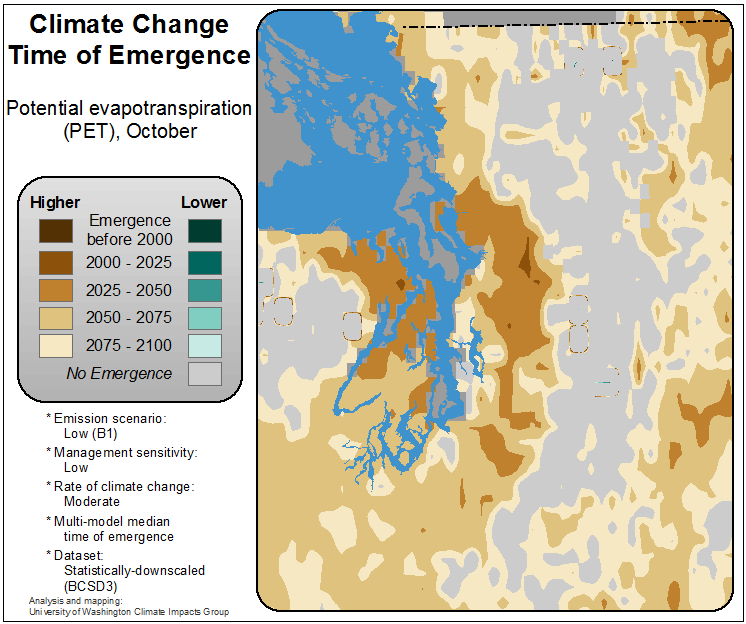 Climate Change
Time of Emergence
Potential evapotranspiration
(PET), October
Higher Lower
Emergence
before 2000
2000 - 2025
2025 - 2050
2050 - 2075
2075 - 2100
No Emergence
* Emission scenario:
Low (B1)
* Management sensitivity:
Low
* Rate of climate change:
Moderate
* Multi-model median
time of emergence
* Dataset:
Statistically-downscaled
(BCSD3)
Analysis and mapping:
University of Washington Climate Impacts Group